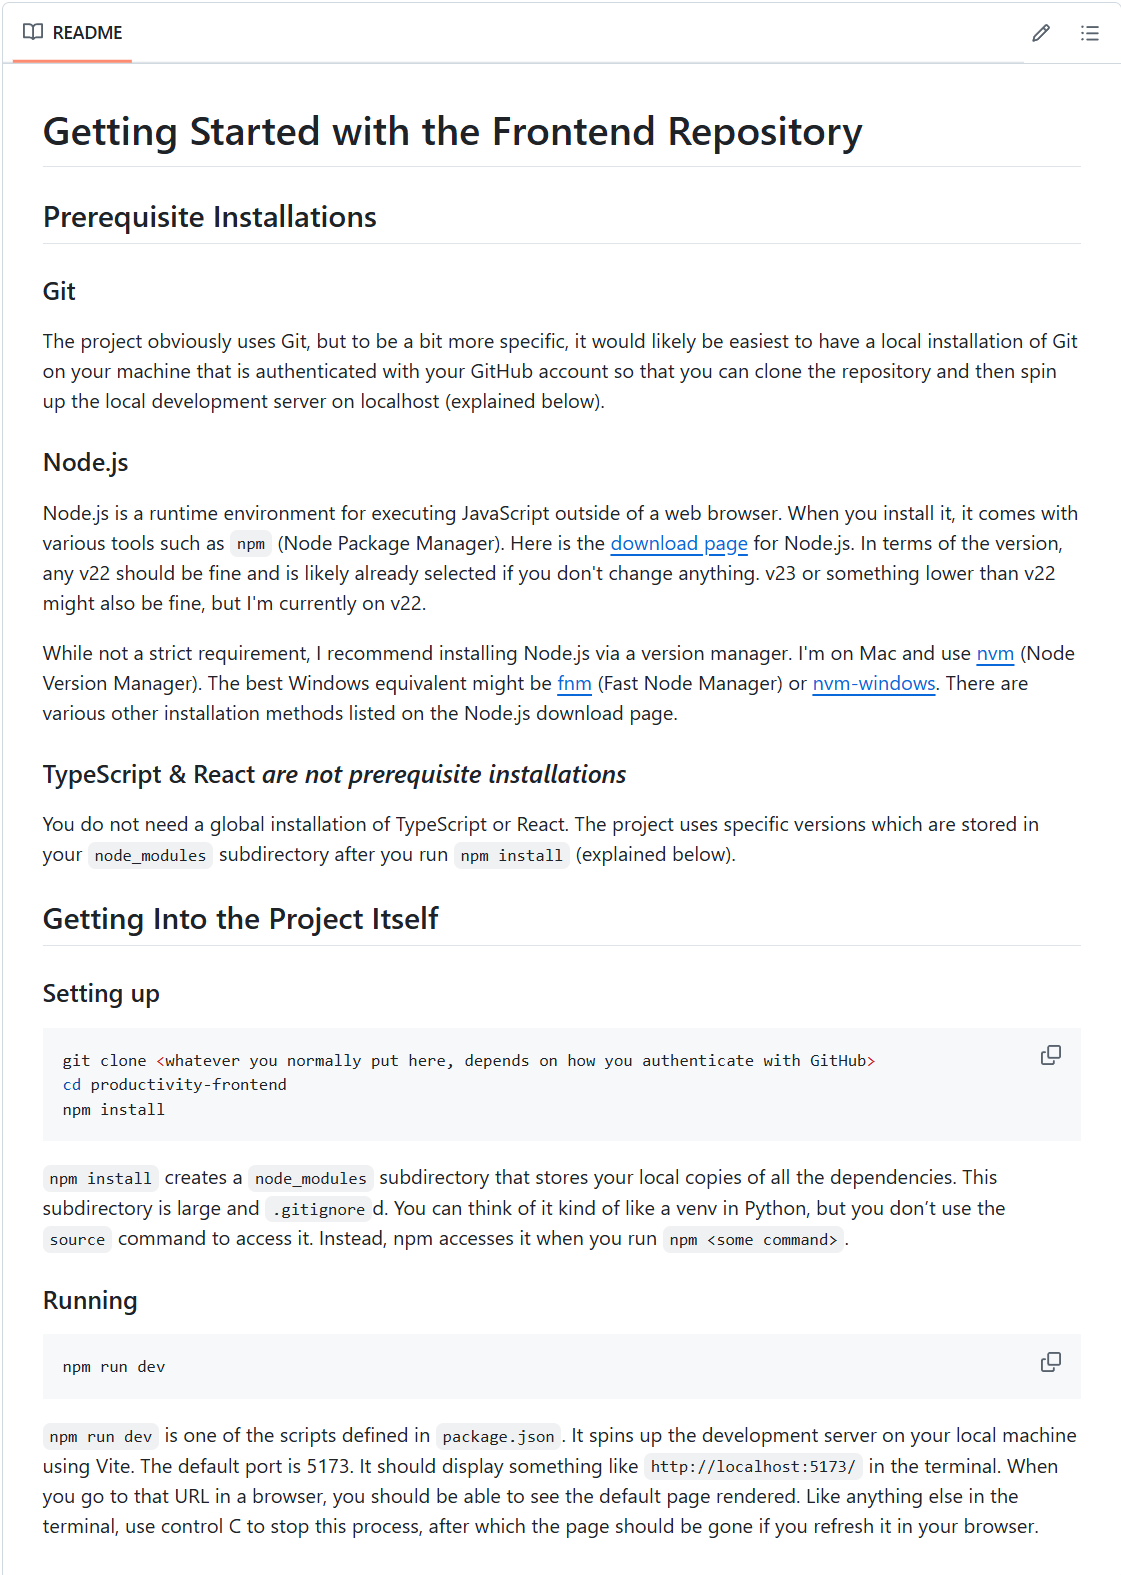 README
Getting Started with the Frontend Repository
Prerequisite Installations
Git
The project obviously uses Git, but to be a bit more specific, it would likely be easiest to have a local installation of Git
on your machine that is authenticated with your GitHub account so that you can clone the repository and then spin
up the local development server on localhost (explained below).
Node.js
Node.js is a runtime environment for executing JavaScript outside of a web browser. When you install it, it comes with
various tools such as npm (Node Package Manager). Here is the download page for Node.js. In terms of the version,
any v22 should be fine and is likely already selected if you don't change anything. v23 or something lower than v22
might also be fine, but I'm currently on v22.
While not a strict requirement, I recommend installing Node.js via a version manager. I'm on Mac and use nvm (Node
Version Manager). The best Windows equivalent might be fnm (Fast Node Manager) or nvm-windows. There are
various other installation methods listed on the Node.js download page.
TypeScript & React are not prerequisite installations
You do not need a global installation of TypeScript or React. The project uses specific versions which are stored in
your node_modules subdirectory after you run npm install (explained below).
Getting Into the Project Itself
Setting up
git clone <whatever you normally put here, depends on how you authenticate with GitHub>
cd productivity-frontend
npm install
npm install creates a node_modules subdirectory that stores your local copies of all the dependencies. This
subdirectory is large and .gitignore d. You can think of it kind of like a venv in Python, but you don’t use the
source command to access it. Instead, npm accesses it when you run npm <some command>.
Running
npm run dev
npm run dev is one of the scripts defined in package.json. It spins up the development server on your local machine
using Vite. The default port is 5173. It should display something like http://localhost:5173/ in the terminal. When
you go to that URL in a browser, you should be able to see the default page rendered. Like anything else in the
terminal, use control C to stop this process, after which the page should be gone if you refresh it in your browser.